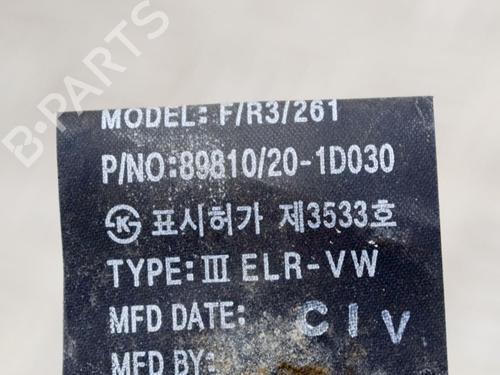 B-PARTS
MODEL: F/R3/261
P/NO:89810/20-1D030
표시허가 제3533호
TYPE: III ELR-VW
MFD DATE: CIV
MFD BY: